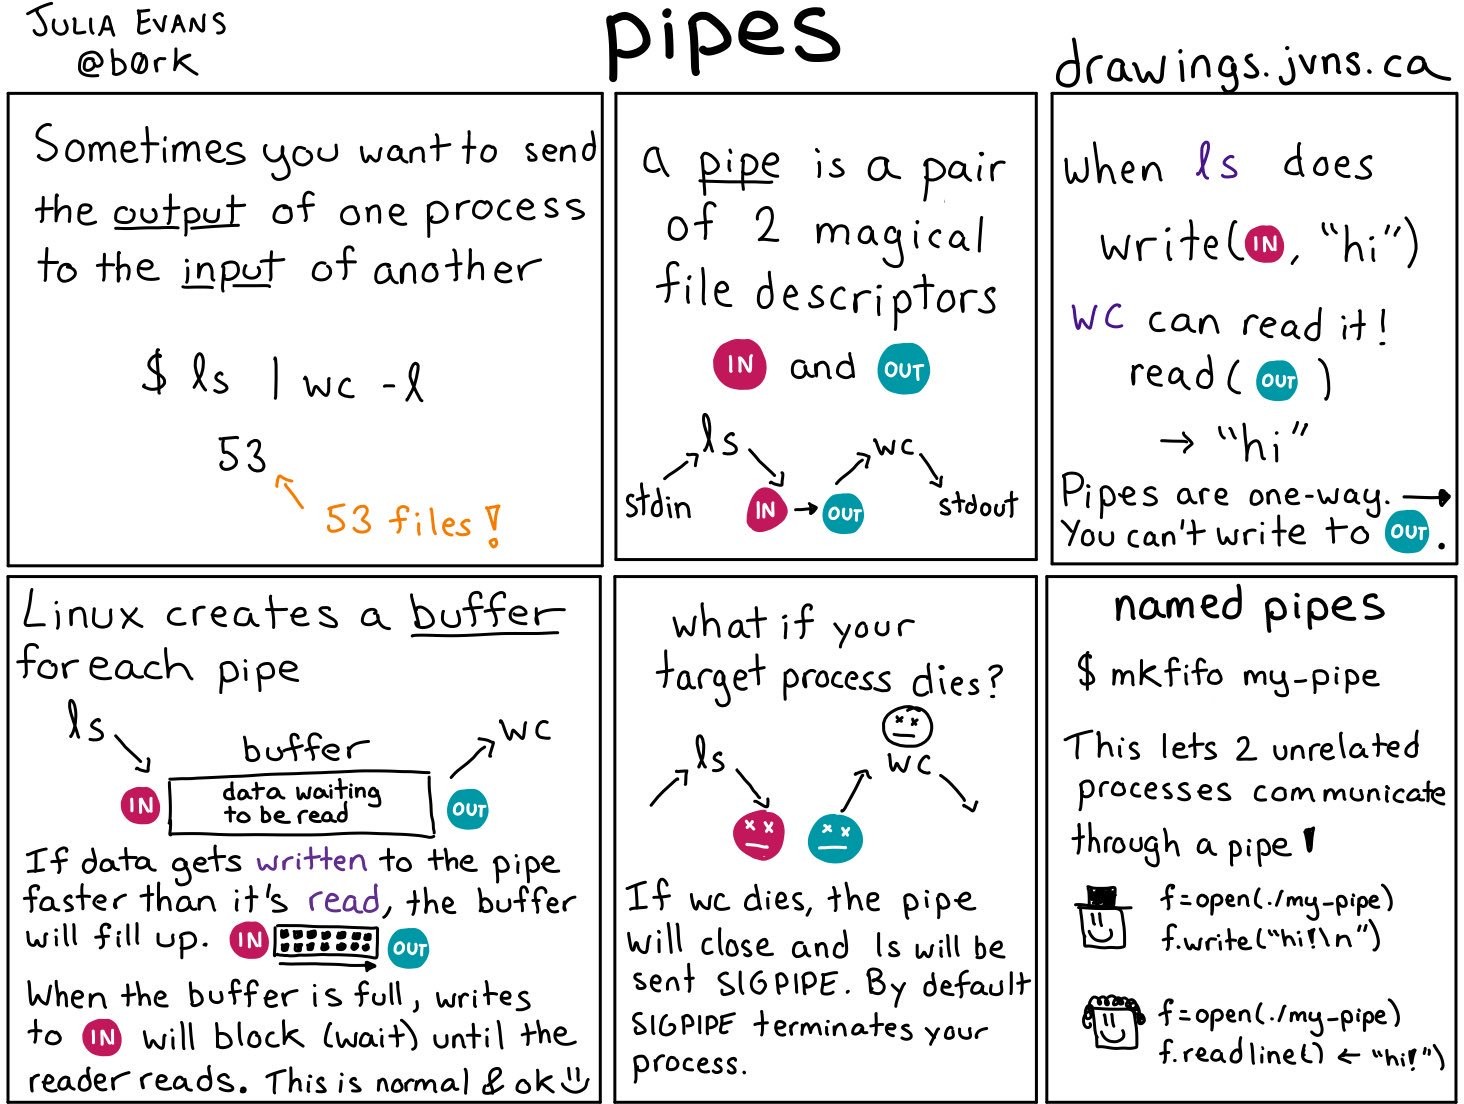 JULIA EVANS
@b0rk
pipes
drawings.jvns.ca
Sometimes you want to send
the output of one process
to the input of another
$ ls | wc -l
53
53 files!
a pipe is a pair
of 2 magical
file descriptors
IN and OUT
ls wc
stdin IN → OUT stdout
when ls does
write(IN, "hi")
wc can read it!
read(OUT)
→ "hi"
Pipes are one-way. →
You can't write to OUT.
Linux creates a buffer
for each pipe
ls buffer wc
IN data waiting OUT
to be read
If data gets written to the pipe
faster than it's read, the buffer
will fill up. IN OUT
When the buffer is full, writes
to IN will block (wait) until the
reader reads. This is normal & ok
what if your
target process dies?
ls wc
If wc dies, the pipe
will close and ls will be
sent SIGPIPE. By default
SIGPIPE terminates your
process.
named pipes
$ mkfifo my-pipe
This lets 2 unrelated
processes communicate
through a pipe!
f=open(./my-pipe)
f.write("hi!\n")
f=open(./my-pipe)
f.readline() ← "hi!")